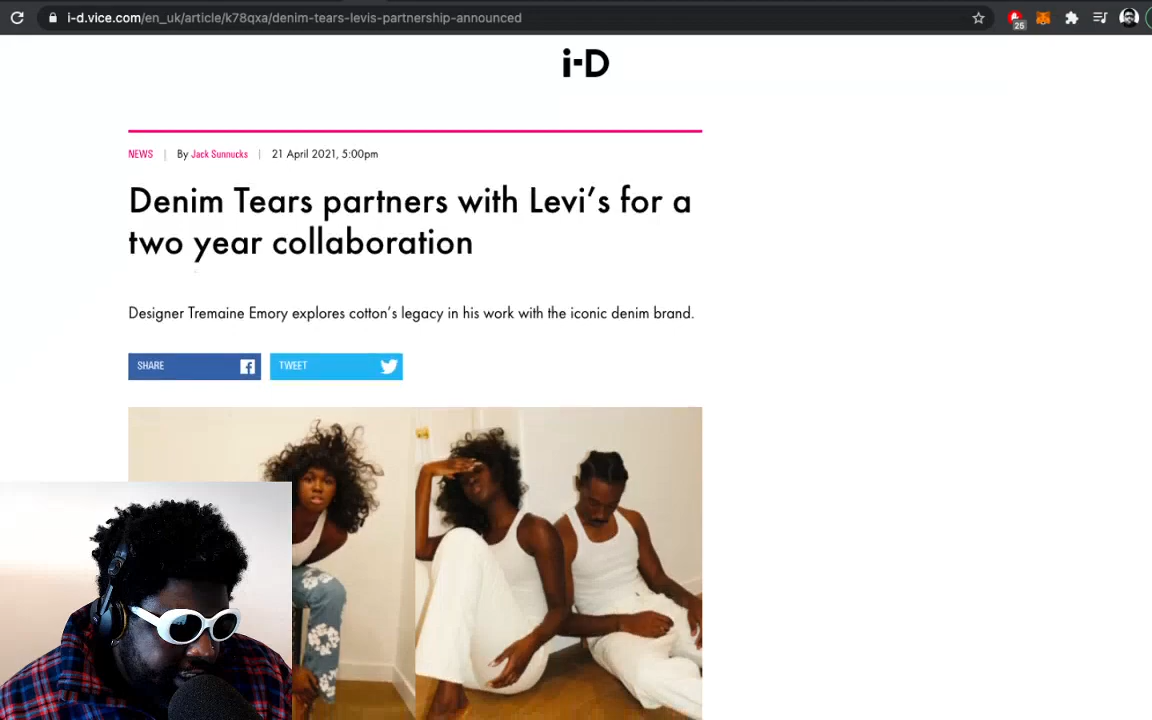 i-d.vice.com/en_uk/article/k78qxa/denim-tears-levis-partnership-announced
25
i-D
NEWS | By Jack Sunnucks | 21 April 2021, 5:00pm
Denim Tears partners with Levi's for a
two year collaboration
Designer Tremaine Emory explores cotton's legacy in his work with the iconic denim brand.
SHARE TWEET